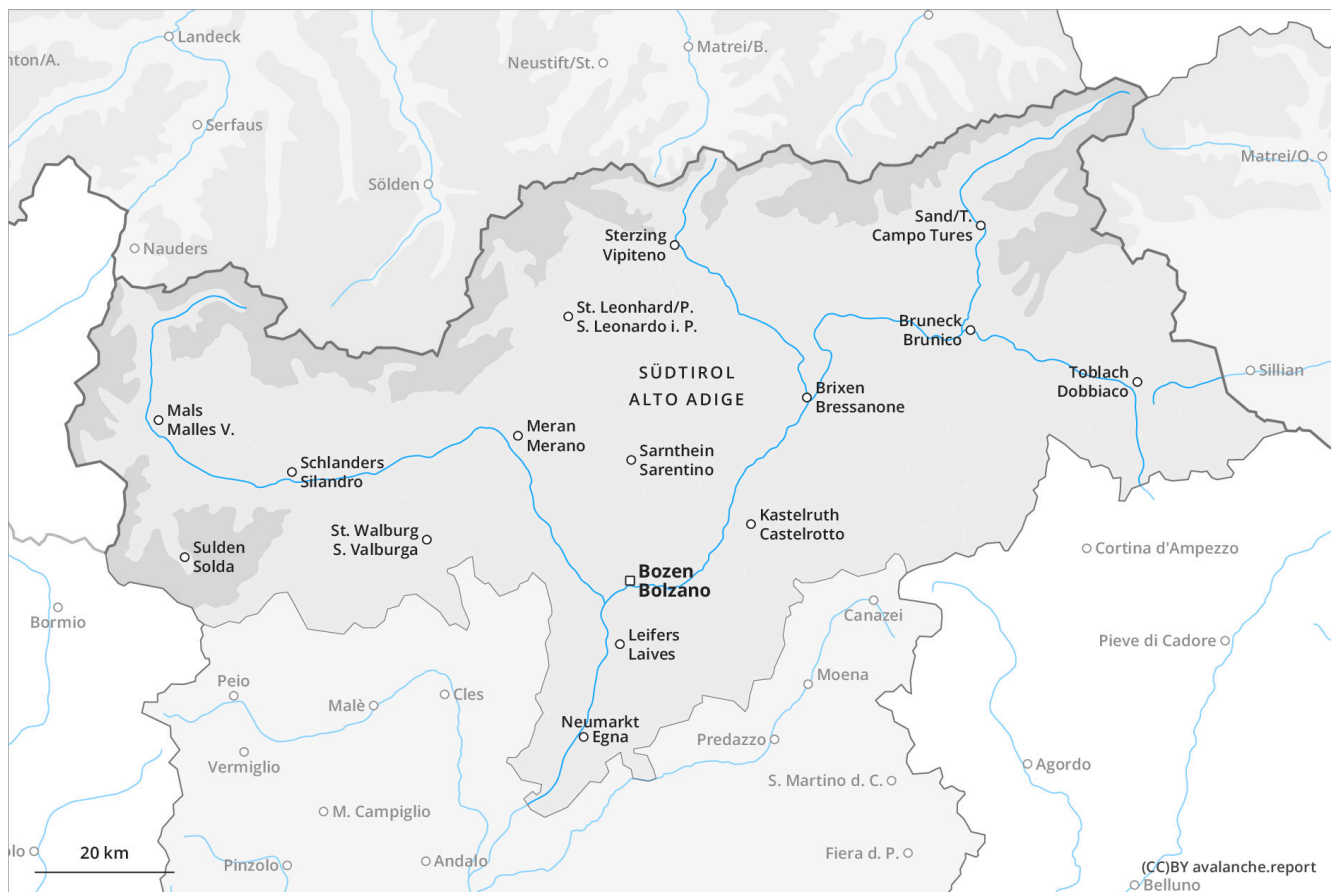 Landeck
nton/A.
Matrei/B.
Neustift/St.
Serfaus
Matrei/O.
Sölden
Sand/T.
Campo Tures
Sterzing
Vipiteno
Nauders
St. Leonhard/P.
S. Leonardo i. P.
Bruneck
Brunico
SÜDTIROL
ALTO ADIGE
Toblach
Dobbiaco
Sillian
Brixen
Bressanone
Mals
Malles V.
Meran
Merano
Sarnthein
Sarentino
Schlanders
Silandro
Kastelruth
Castelrotto
St. Walburg
S. Valburga
Sulden
Solda
Cortina d'Ampezzo
Bozen
Bolzano
Bormio
Canazei
Leifers
Laives
Pieve di Cadore
Peio
Moena
Malè
Cles
Neumarkt
Egna
Predazzo
Vermiglio
Agordo
S. Martino d. C.
M. Campiglio
olo
20 km
Pinzolo
Andalo
Fiera d. P.
(CC)BY avalanche.report
Belluno